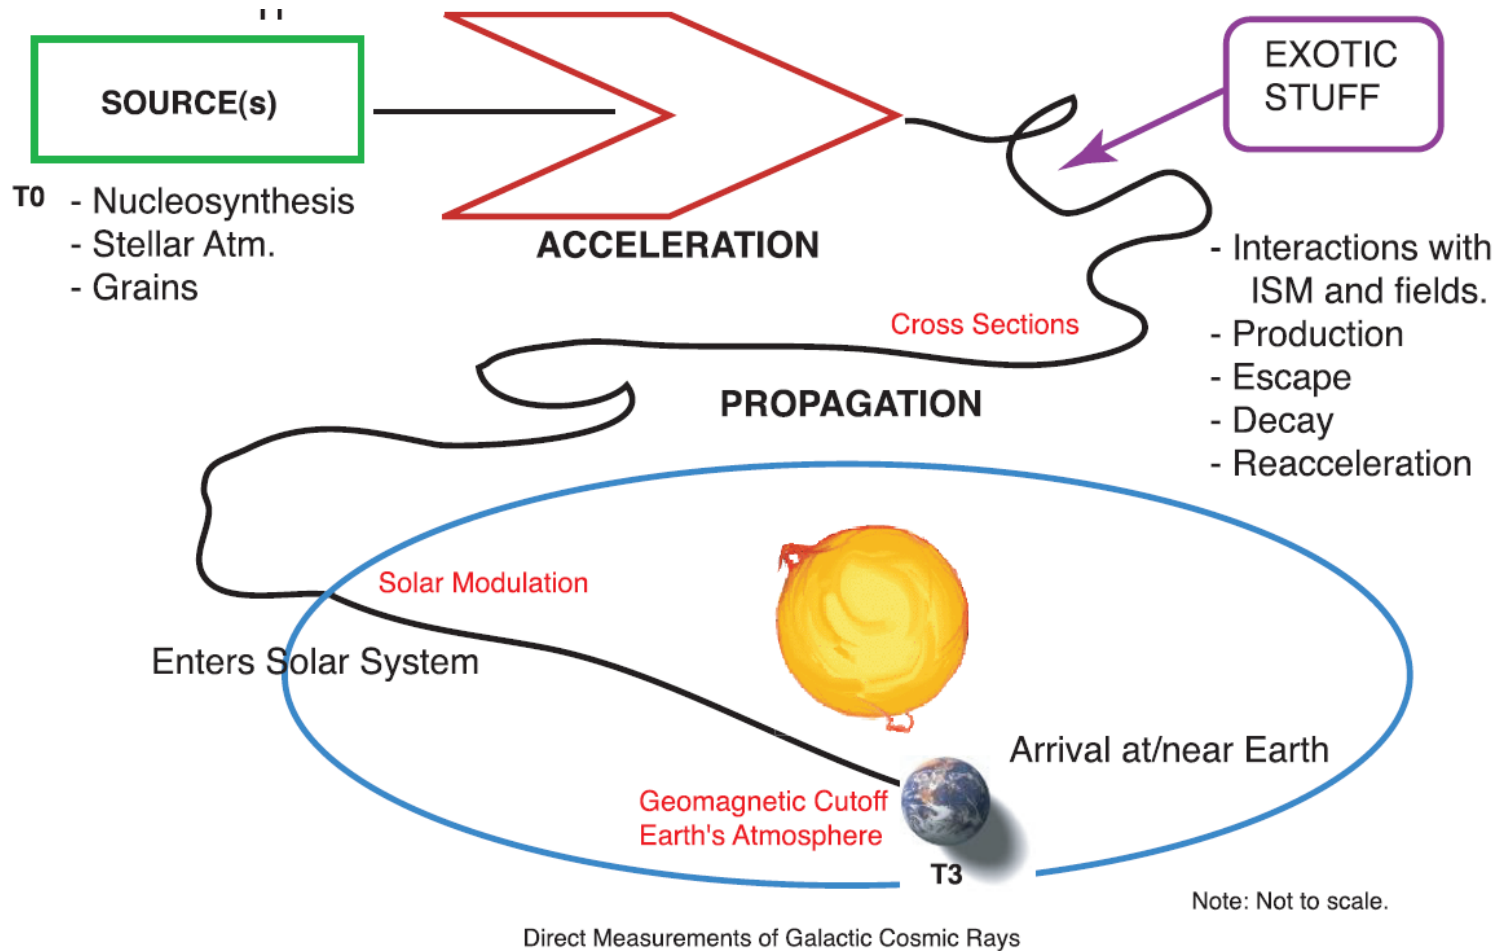 SOURCE(s)
EXOTIC
STUFF
T0
- Nucleosynthesis
- Stellar Atm.
- Grains
ACCELERATION
- Interactions with
ISM and fields.
- Production
- Escape
- Decay
- Reacceleration
Cross Sections
PROPAGATION
Solar Modulation
Enters Solar System
Arrival at/near Earth
Geomagnetic Cutoff
Earth's Atmosphere
T3
Note: Not to scale.
Direct Measurements of Galactic Cosmic Rays